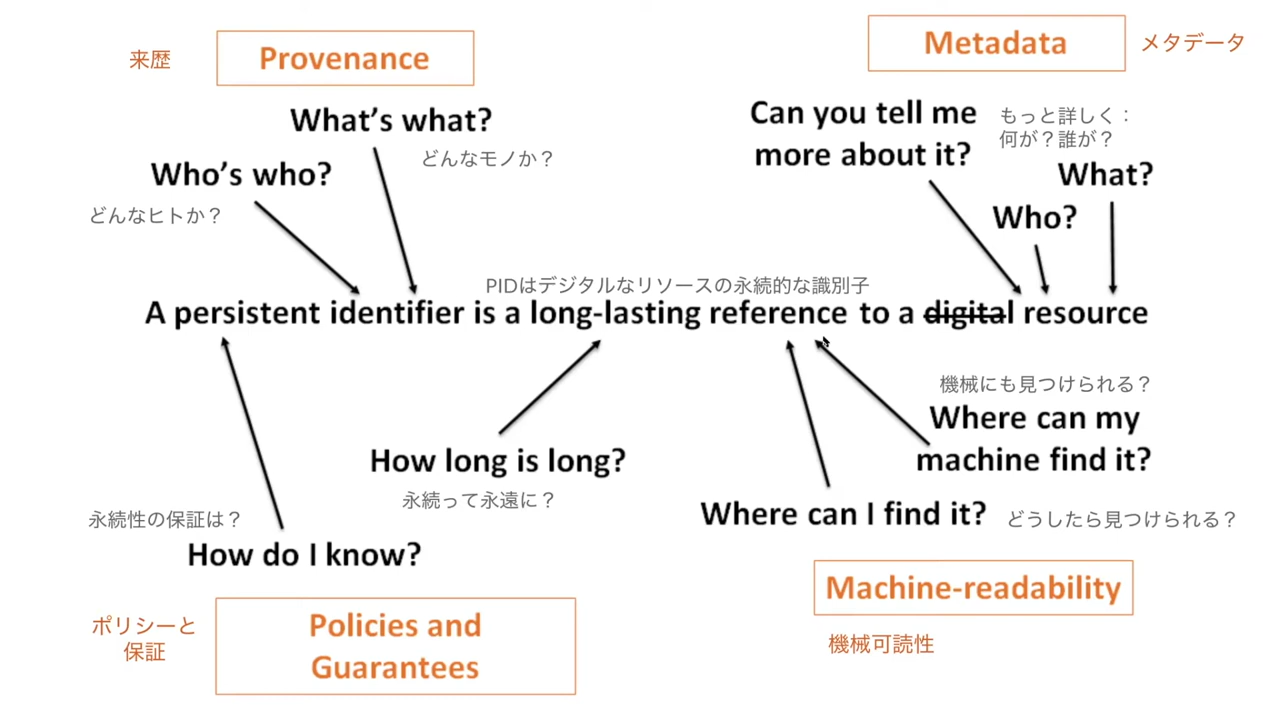 来歴
Provenance
Metadata
メタデータ
What's what?
どんなモノか？
Who's who?
どんなヒトか？
Can you tell me
more about it?
もっと詳しく：
何が？誰が？
What?
Who?
PIDはデジタルなリソースの永続的な識別子
A persistent identifier is a long-lasting reference to a digital resource
機械にも見つけられる？
Where can my
machine find it?
How long is long?
永続って永遠に？
Where can I find it?
どうしたら見つけられる？
永続性の保証は？
How do I know?
Machine-readability
機械可読性
ポリシーと
保証
Policies and
Guarantees